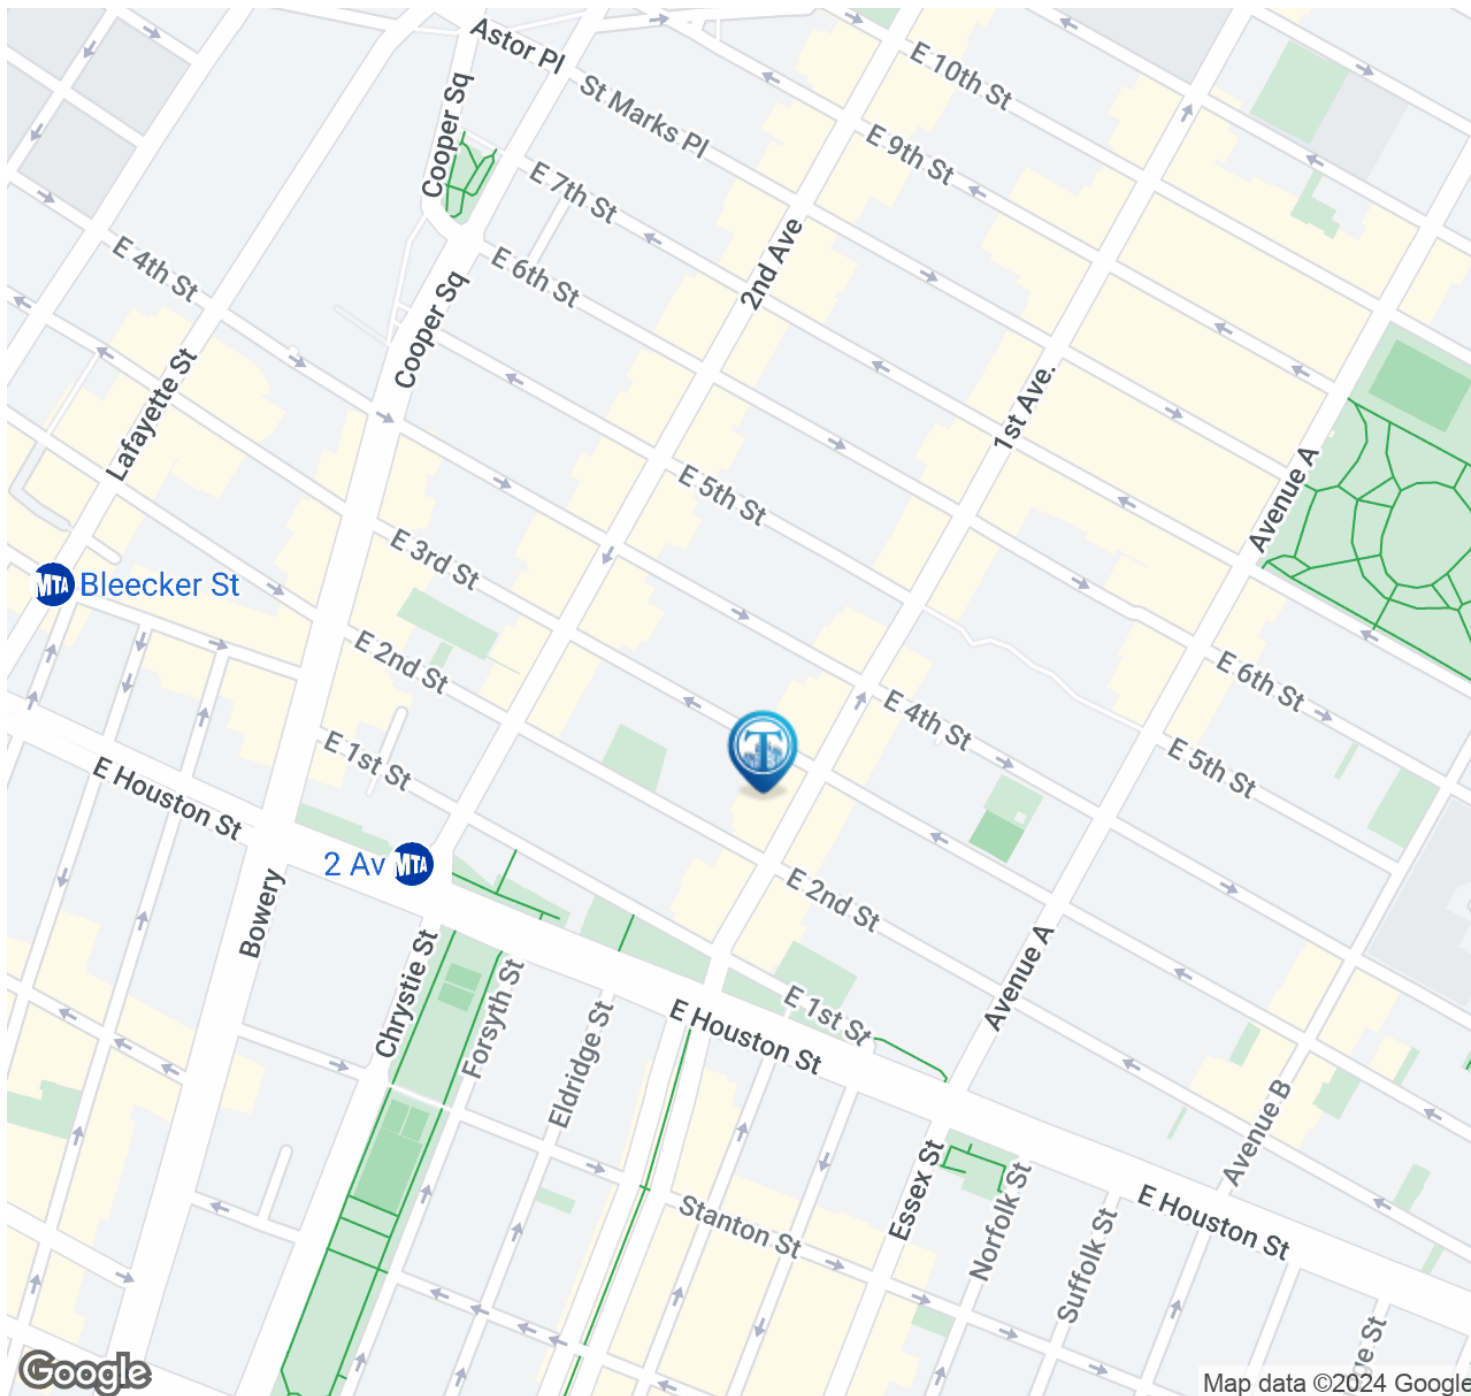 Astor Pl
E 10th St
Cooper Sq
St Marks Pl
E 9th St
E 7th St
E 4th St
E 6th St
2nd Ave
Cooper Sq
Lafayette St
1st Ave.
Avenue A
E 5th St
E 3rd St
MTA Bleecker St
E 2nd St
E 6th St
E 4th St
E 1st St
T
E 5th St
E Houston St
2 Av MTA
E 2nd St
Bowery
Chrystie St
Forsyth St
Avenue A
E 1st St
Eldridge St
E Houston St
Avenue B
Essex St
Norfolk St
E Houston St
Stanton St
Suffolk St
St
Google
Map data ©2024 Google